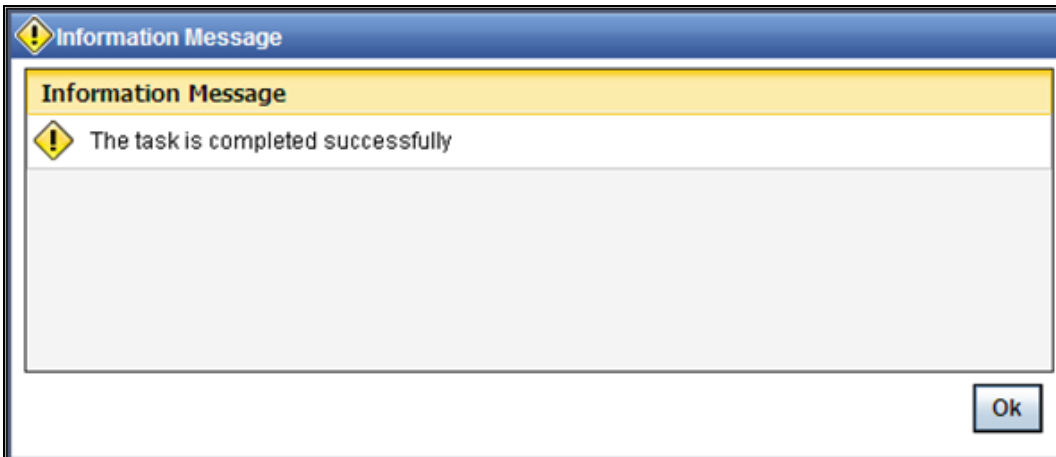 Information Message
Information Message
The task is completed successfully
Ok